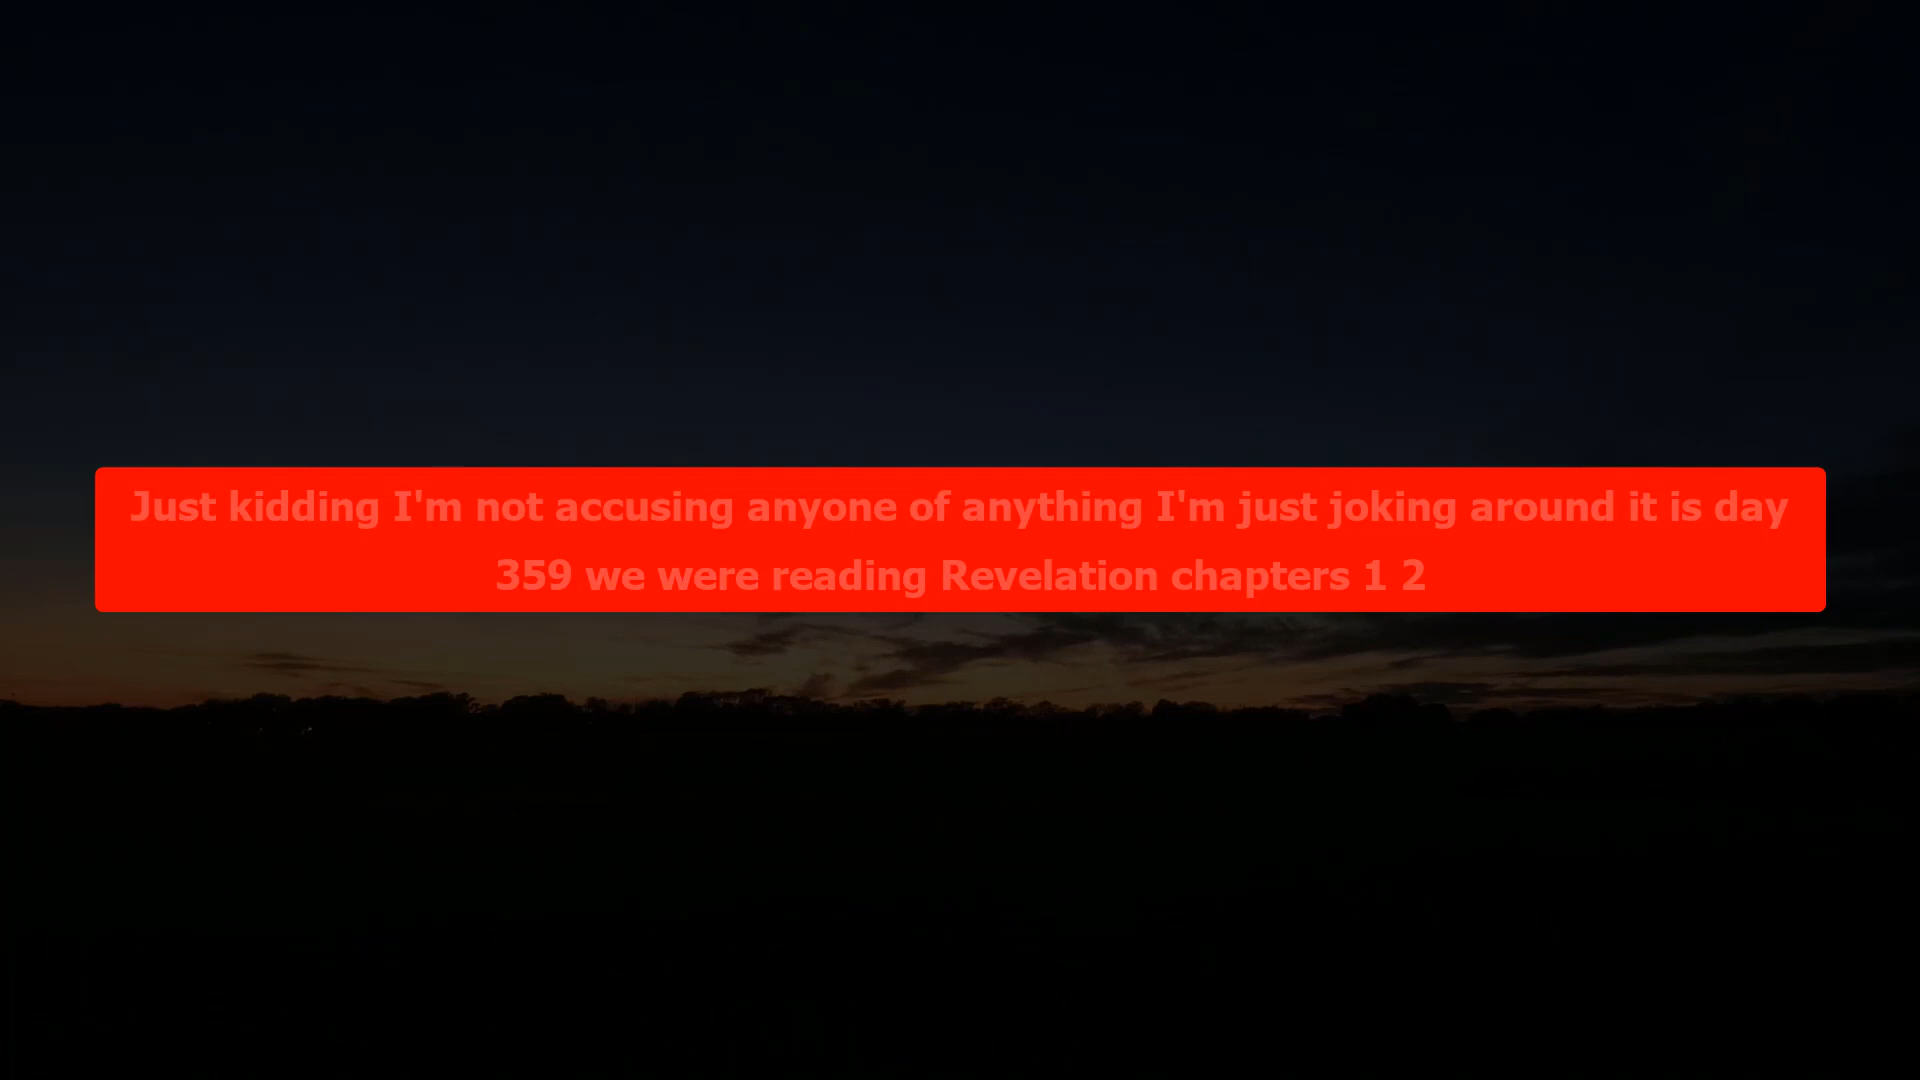 Just kidding I'm not accusing anyone of anything I'm just joking around it is day
359 we were reading Revelation chapters 1 2